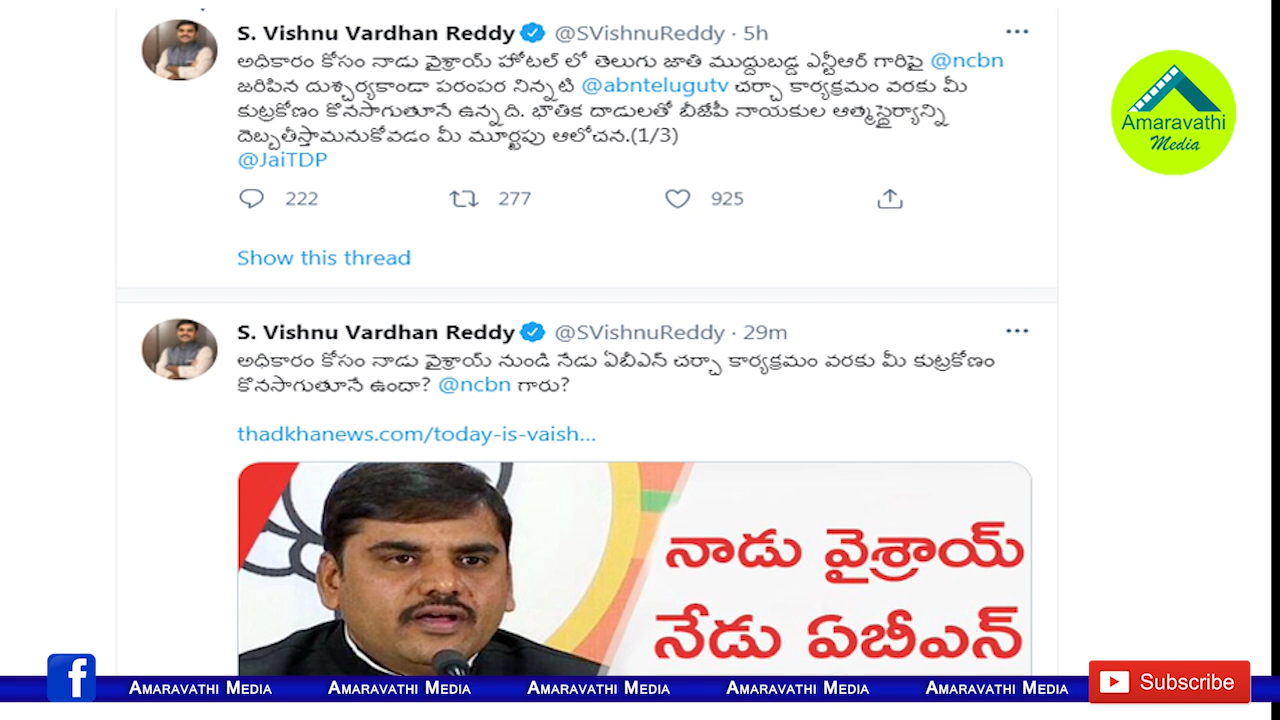 S. Vishnu Vardhan Reddy @SVishnuReddy · 5h
అధికారం కోసం నాడు వైశ్రాయ్ హోటల్ లో తెలుగు జాతి ముద్దుబడ్డ ఎన్టీఆర్ గారిపై @ncbn
జరిపిన దుశ్చర్యకాండా పరంపర నిన్నటి @abntelugutv చర్చా కార్యక్రమం వరకు మీ
కుట్రకోణం కొనసాగుతూనే ఉన్నది. భౌతిక దాడులతో బీజేపీ నాయకుల ఆత్మస్థైర్యాన్ని
దెబ్బతీస్తామనుకోవడం మీ మూర్ఖపు ఆలోచన.(1/3)
@JaiTDP
222 277 925
Show this thread
S. Vishnu Vardhan Reddy @SVishnuReddy · 29m
అధికారం కోసం నాడు వైశ్రాయ్ నుండి నేడు ఏబీఎన్ చర్చా కార్యక్రమం వరకు మీ కుట్రకోణం
కొనసాగుతూనే ఉందా? @ncbn గారు?
thadkhanews.com/today-is-vaish...
నాడు వైశ్రాయ్
నేడు ఏబీఎన్
Amaravathi
Media
f Amaravathi Media Amaravathi Media Amaravathi Media Amaravathi Media Amaravathi Media Subscribe